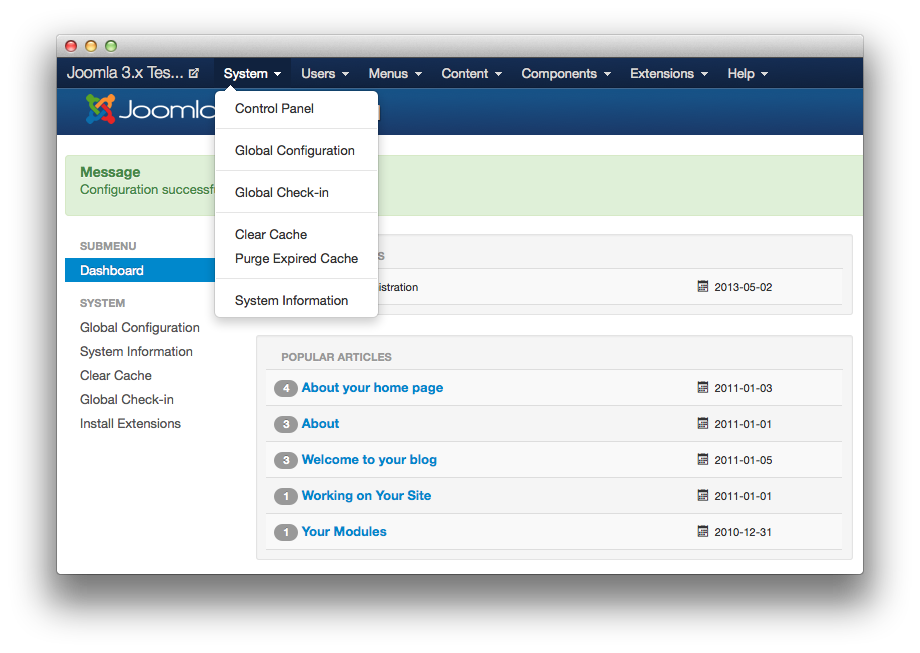 Joomla 3.x Tes... System Users Menus Content Components Extensions Help
Joomla
Control Panel
Global Configuration
Global Check-in
Clear Cache
Purge Expired Cache
System Information
Message
Configuration
SUBMENU
Dashboard
SYSTEM
Global Configuration
System Information
Clear Cache
Global Check-in
Install Extensions
2013-05-02
POPULAR ARTICLES
4 About your home page 2011-01-03
3 About 2011-01-01
3 Welcome to your blog 2011-01-05
1 Working on Your Site 2011-01-01
1 Your Modules 2010-12-31